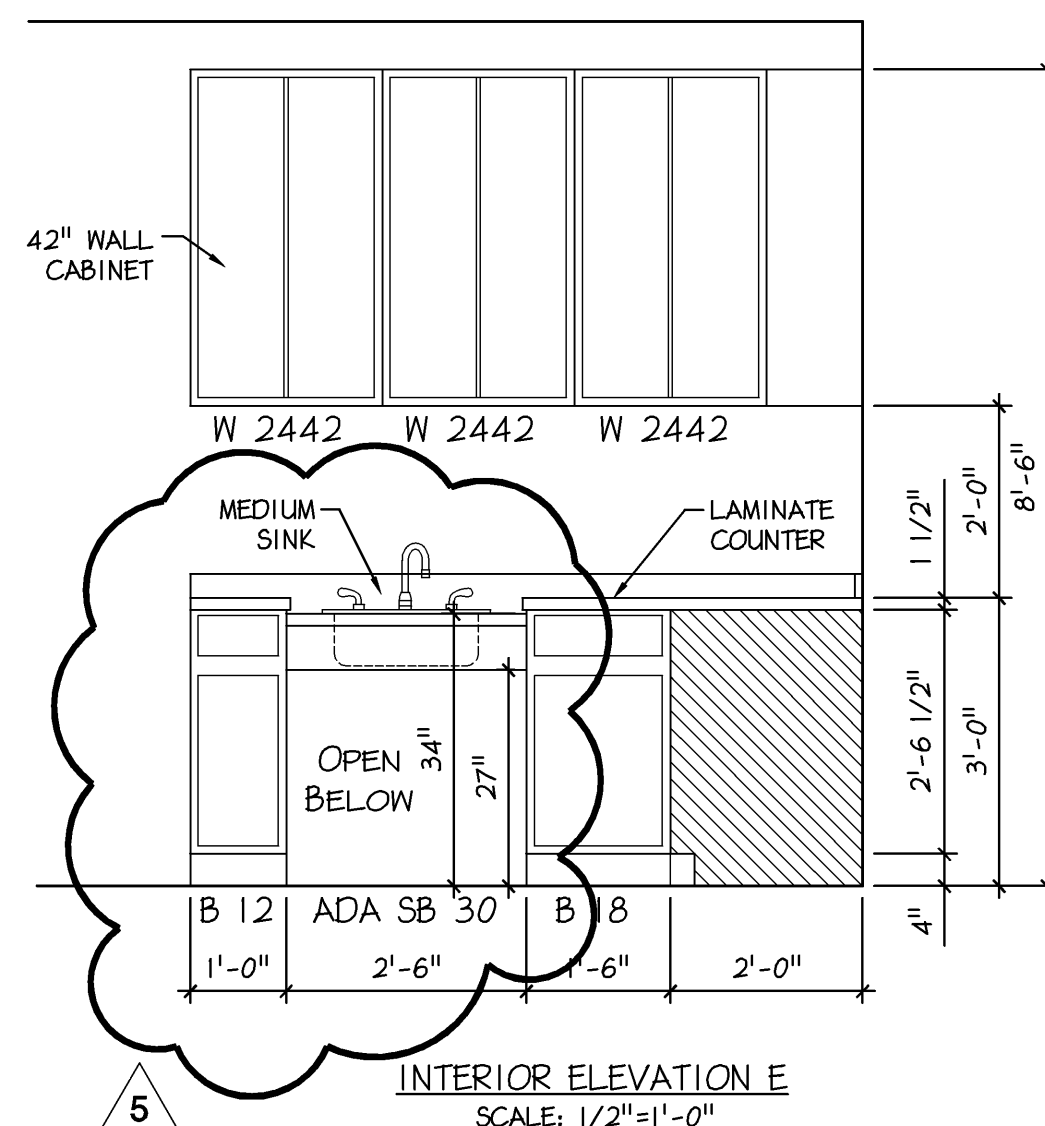 42" WALL
CABINET
W 2442 W 2442 W 2442
MEDIUM
SINK
LAMINATE
COUNTER
1 1/2"
2'-0"
8'-6"
OPEN
BELOW
34"
27"
2'-6 1/2"
3'-0"
4"
B 12 ADA SB 30 B 18
1'-0" 2'-6" 1'-6" 2'-0"
5
INTERIOR ELEVATION E
SCALE: 1/2"=1'-0"